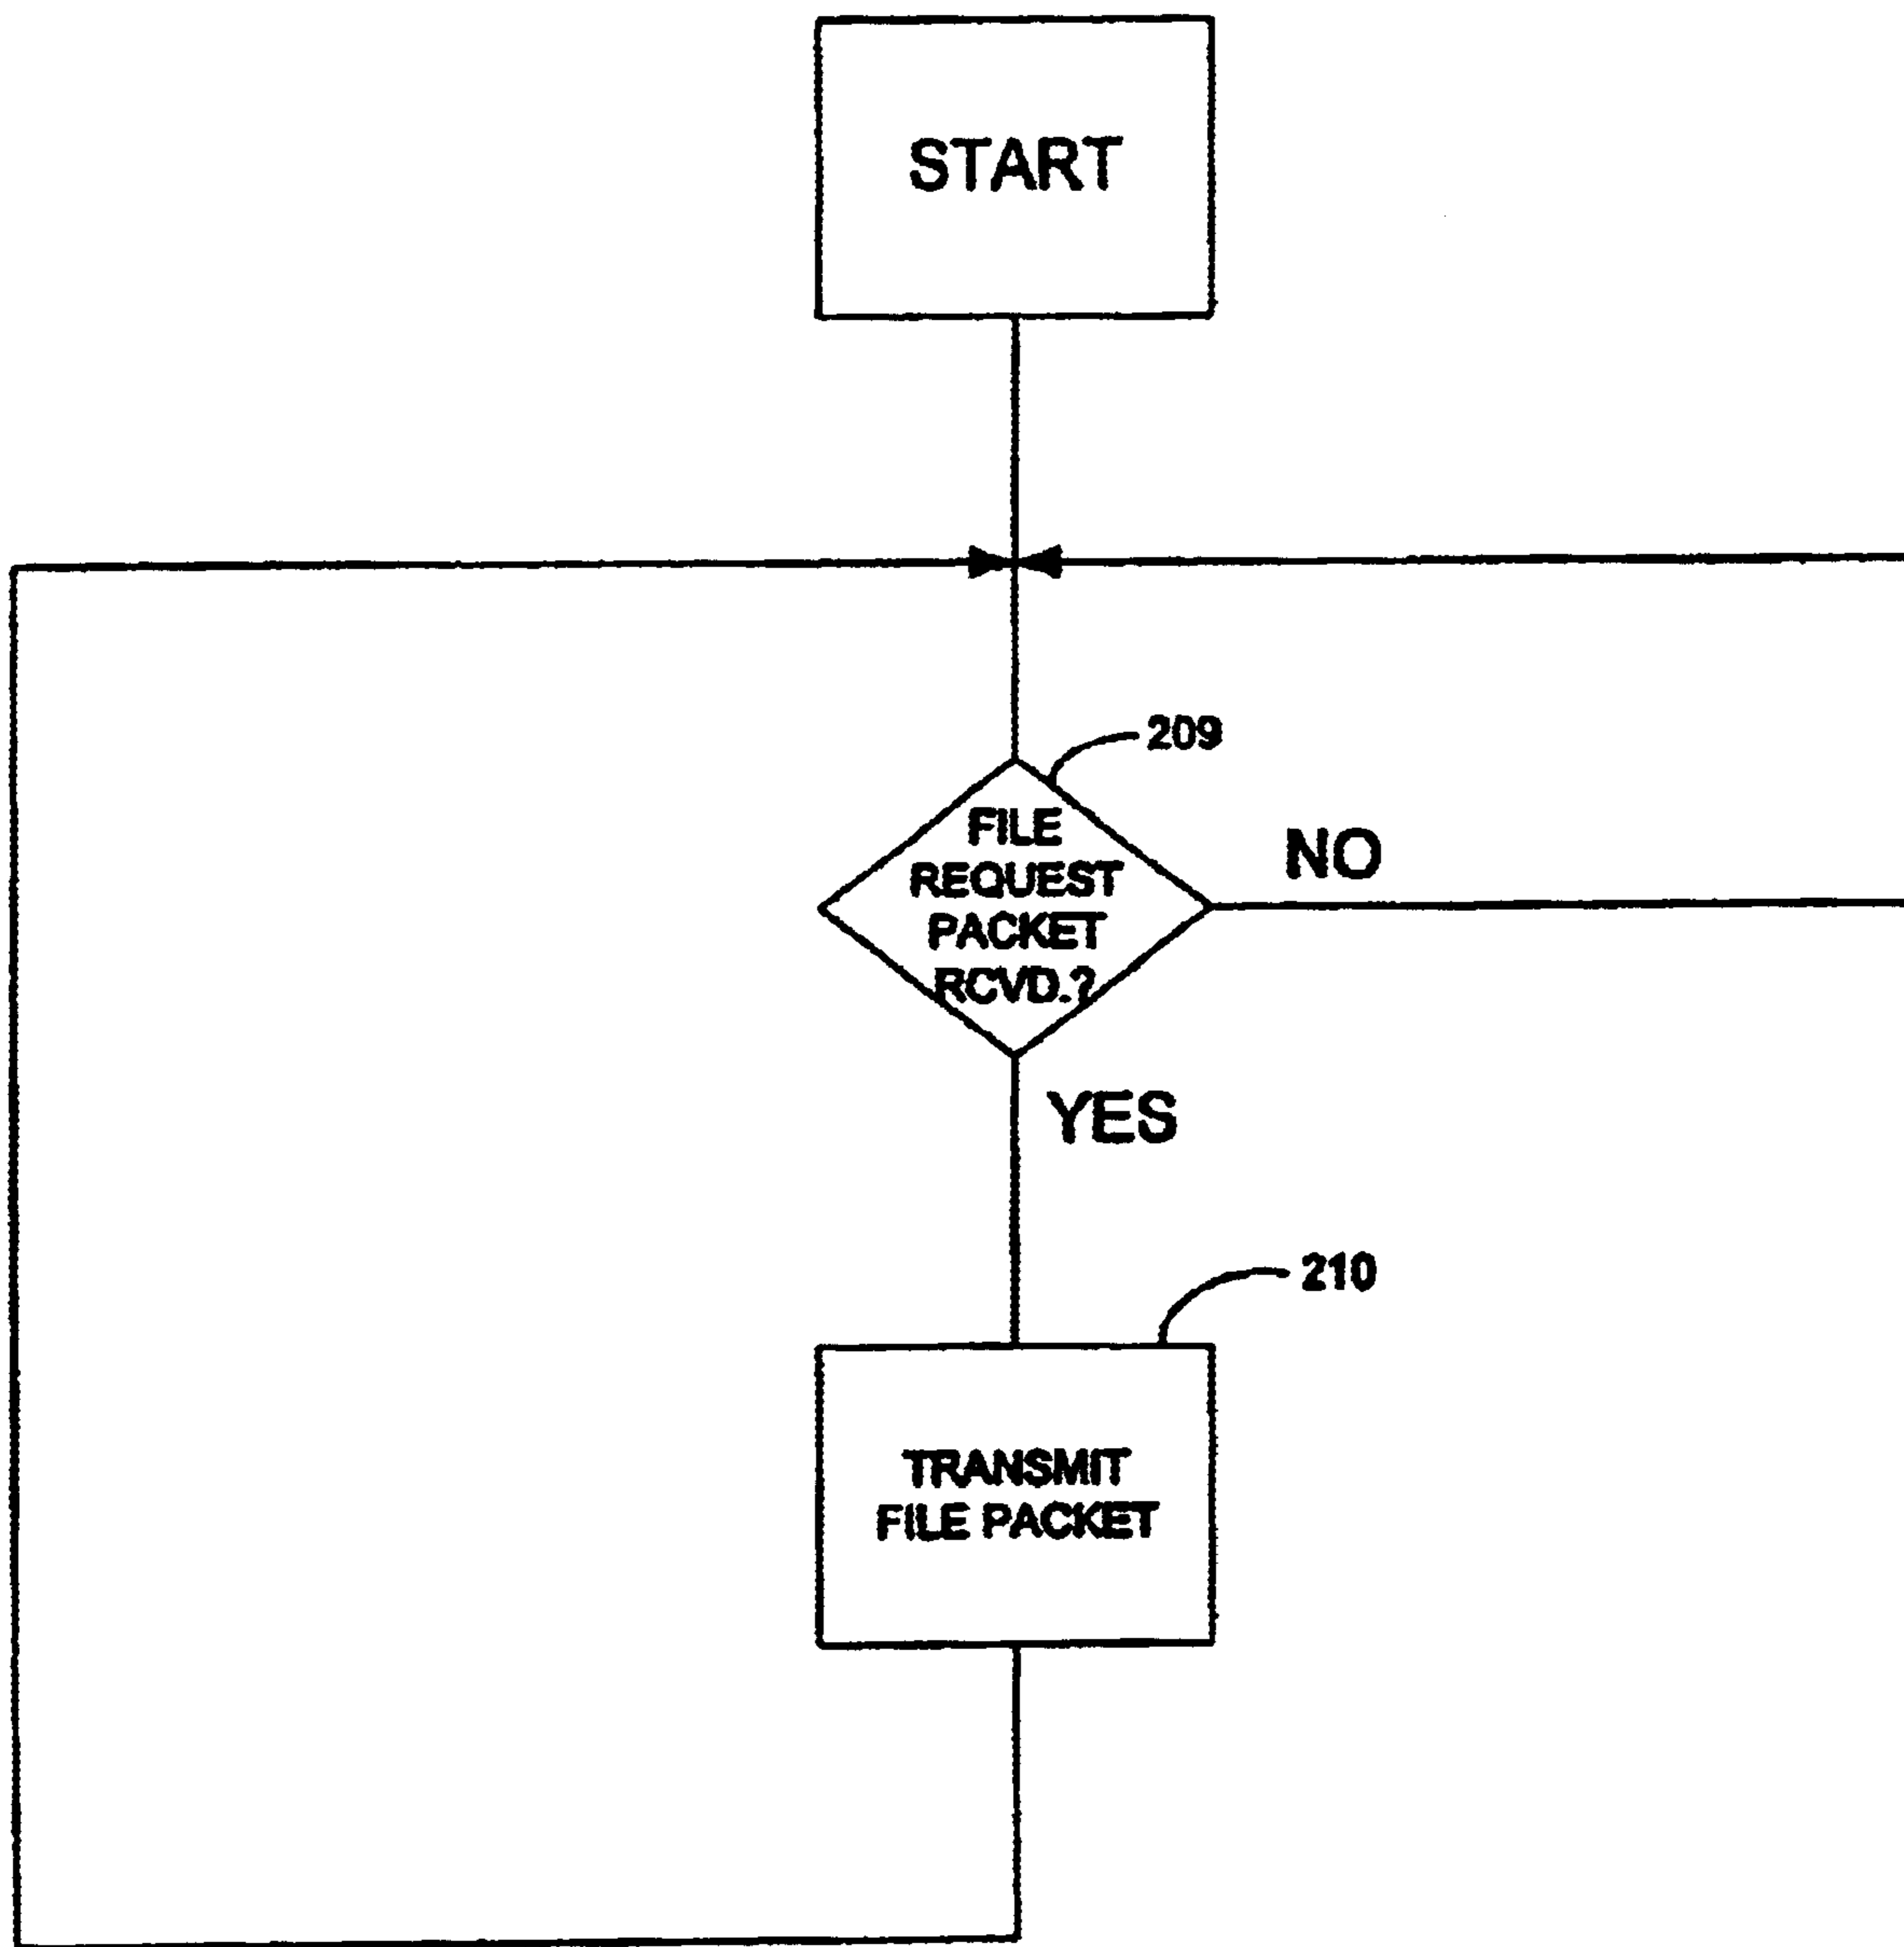 START
209
FILE
REQUEST
PACKET
RCVD.?
NO
YES
210
TRANSMIT
FILE PACKET